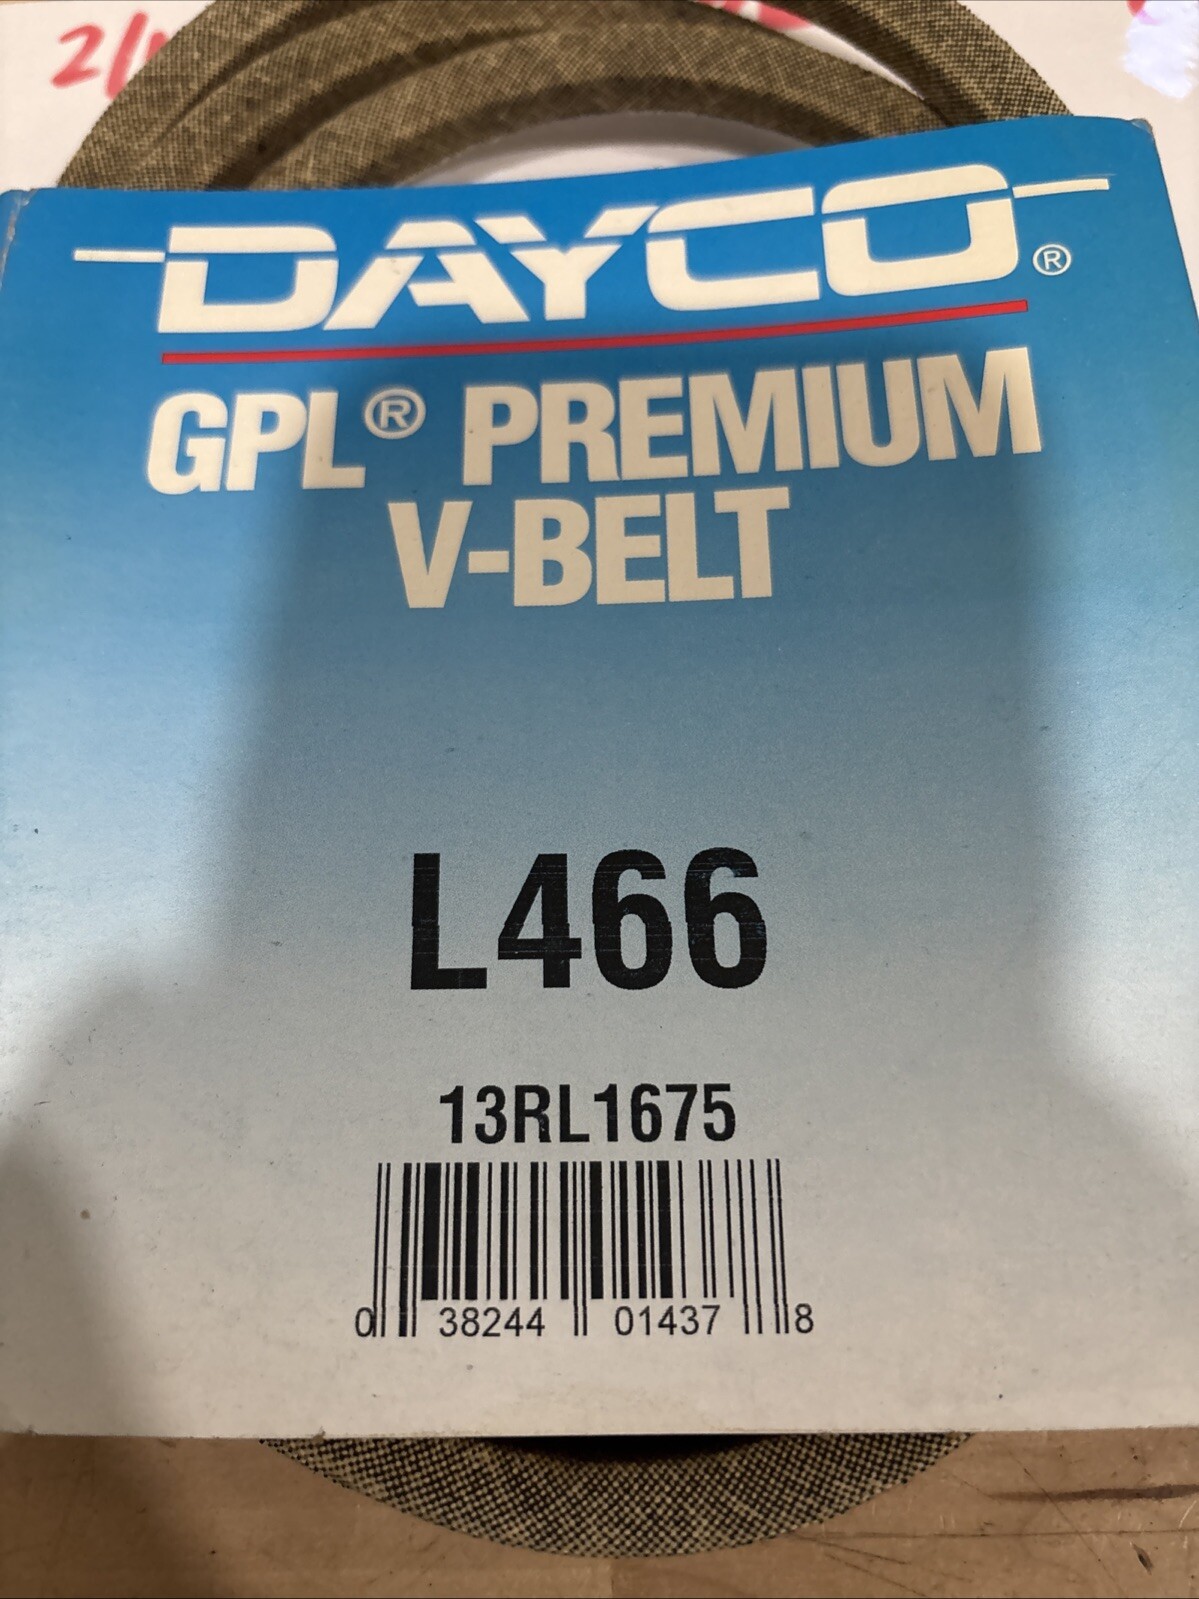 DAYCO®
GPL® PREMIUM
V-BELT
L466
13RL1675
0 38244 01437 8